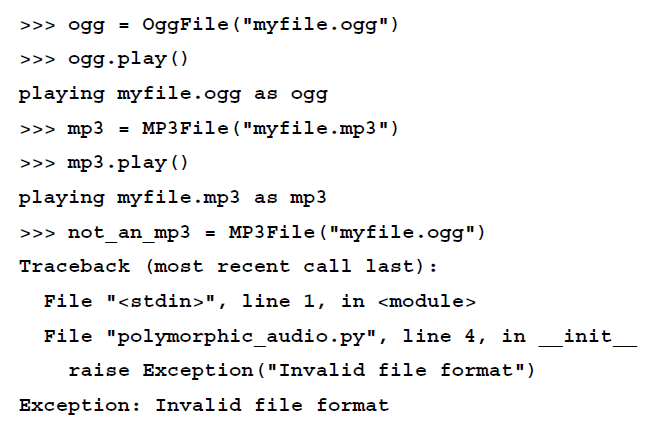 >>> ogg = OggFile("myfile.ogg")
>>> ogg.play()
playing myfile.ogg as ogg
>>> mp3 = MP3File("myfile.mp3")
>>> mp3.play()
playing myfile.mp3 as mp3
>>> not_an_mp3 = MP3File("myfile.ogg")
Traceback (most recent call last):
  File "<stdin>", line 1, in <module>
  File "polymorphic_audio.py", line 4, in __init__
    raise Exception("Invalid file format")
Exception: Invalid file format